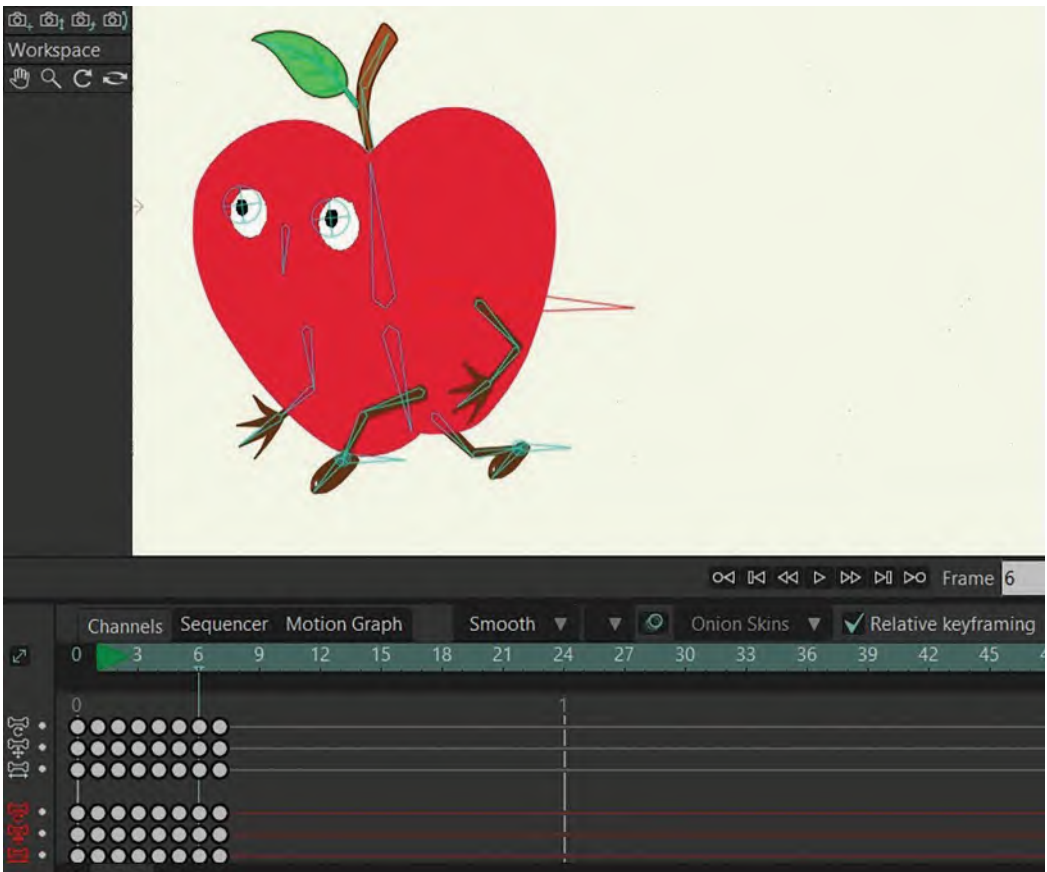 Workspace
Frame 6
Channels Sequencer Motion Graph Smooth Onion Skins Relative keyframing
0 3 6 9 12 15 18 21 24 27 30 33 36 39 42 45
0 1